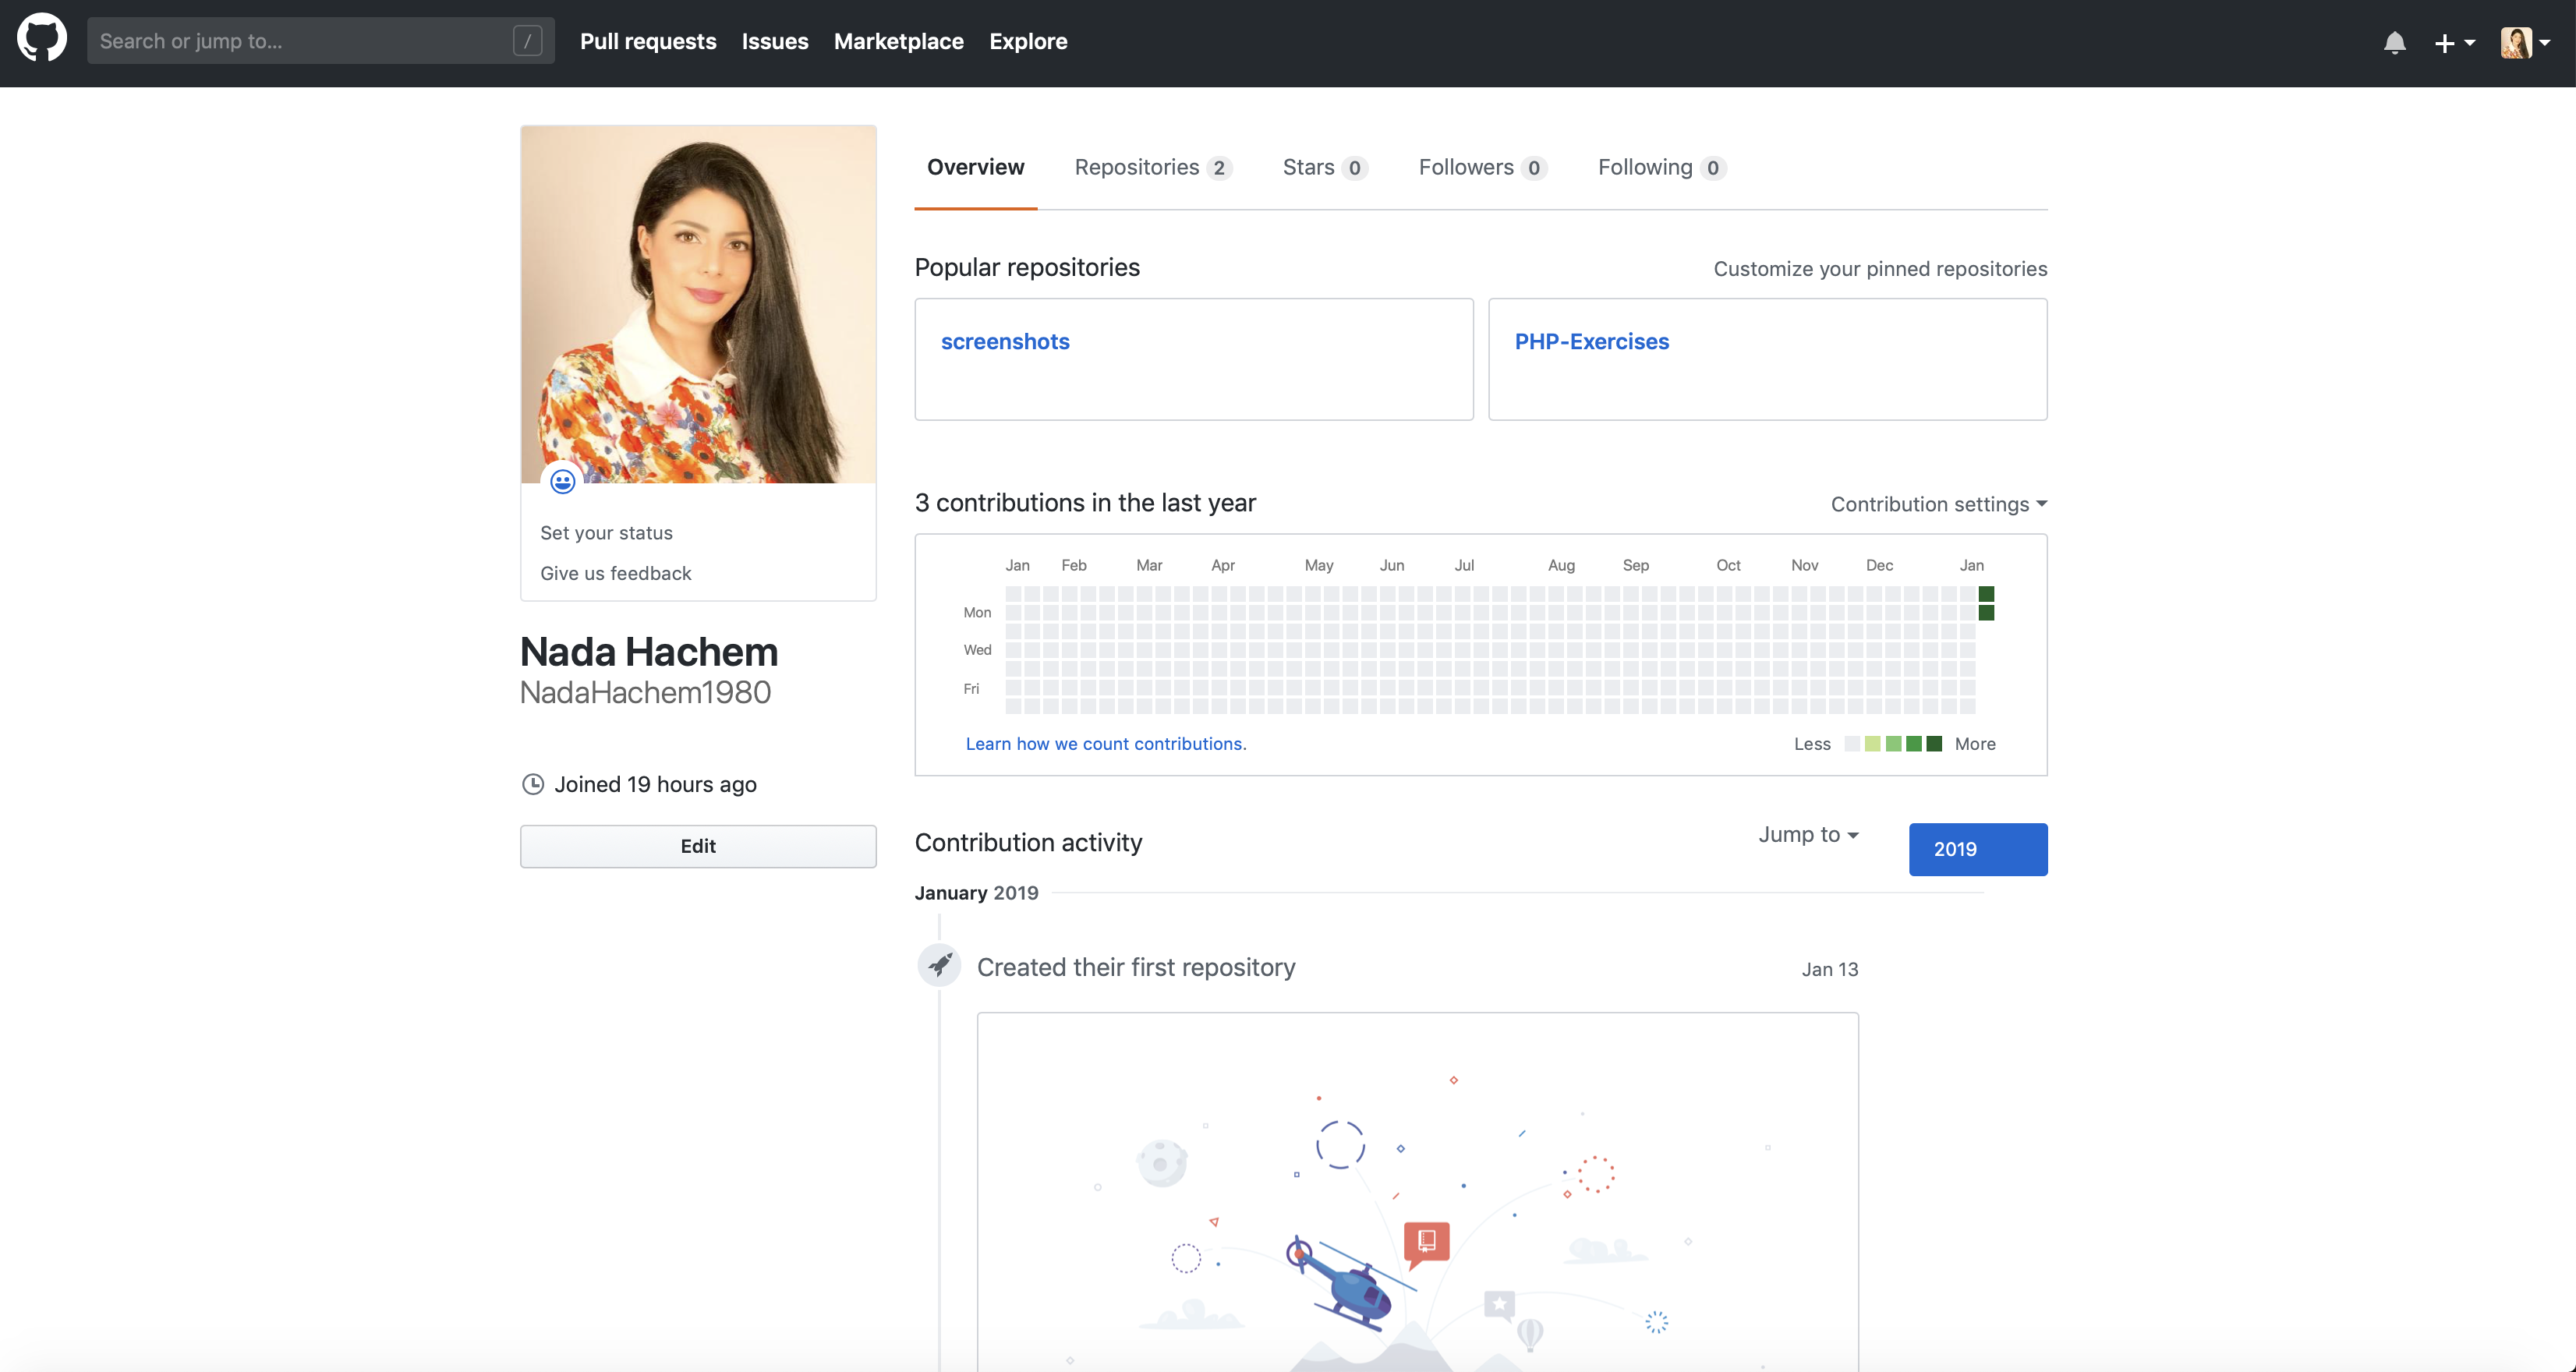 Search or jump to... /
Pull requests Issues Marketplace Explore
Overview Repositories 2 Stars 0 Followers 0 Following 0
Popular repositories Customize your pinned repositories
screenshots PHP-Exercises
3 contributions in the last year Contribution settings
Jan Feb Mar Apr May Jun Jul Aug Sep Oct Nov Dec Jan
Mon
Wed
Fri
Learn how we count contributions. Less More
Set your status
Give us feedback
Nada Hachem
NadaHachem1980
Joined 19 hours ago
Edit
Contribution activity Jump to 2019
January 2019
Created their first repository Jan 13